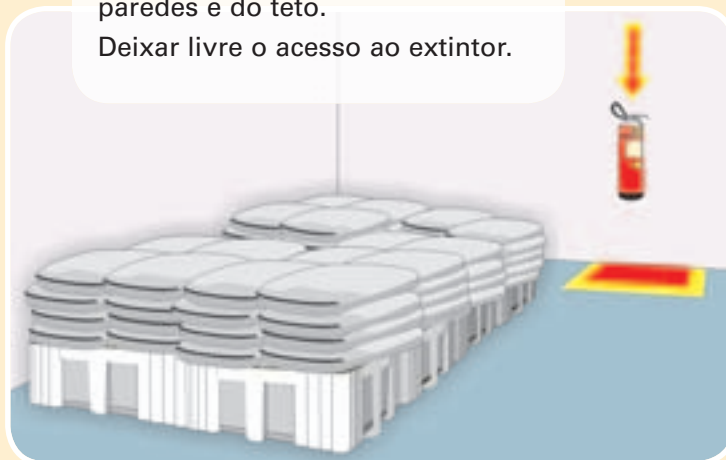 paredes e do teto.
Deixar livre o acesso ao extintor.